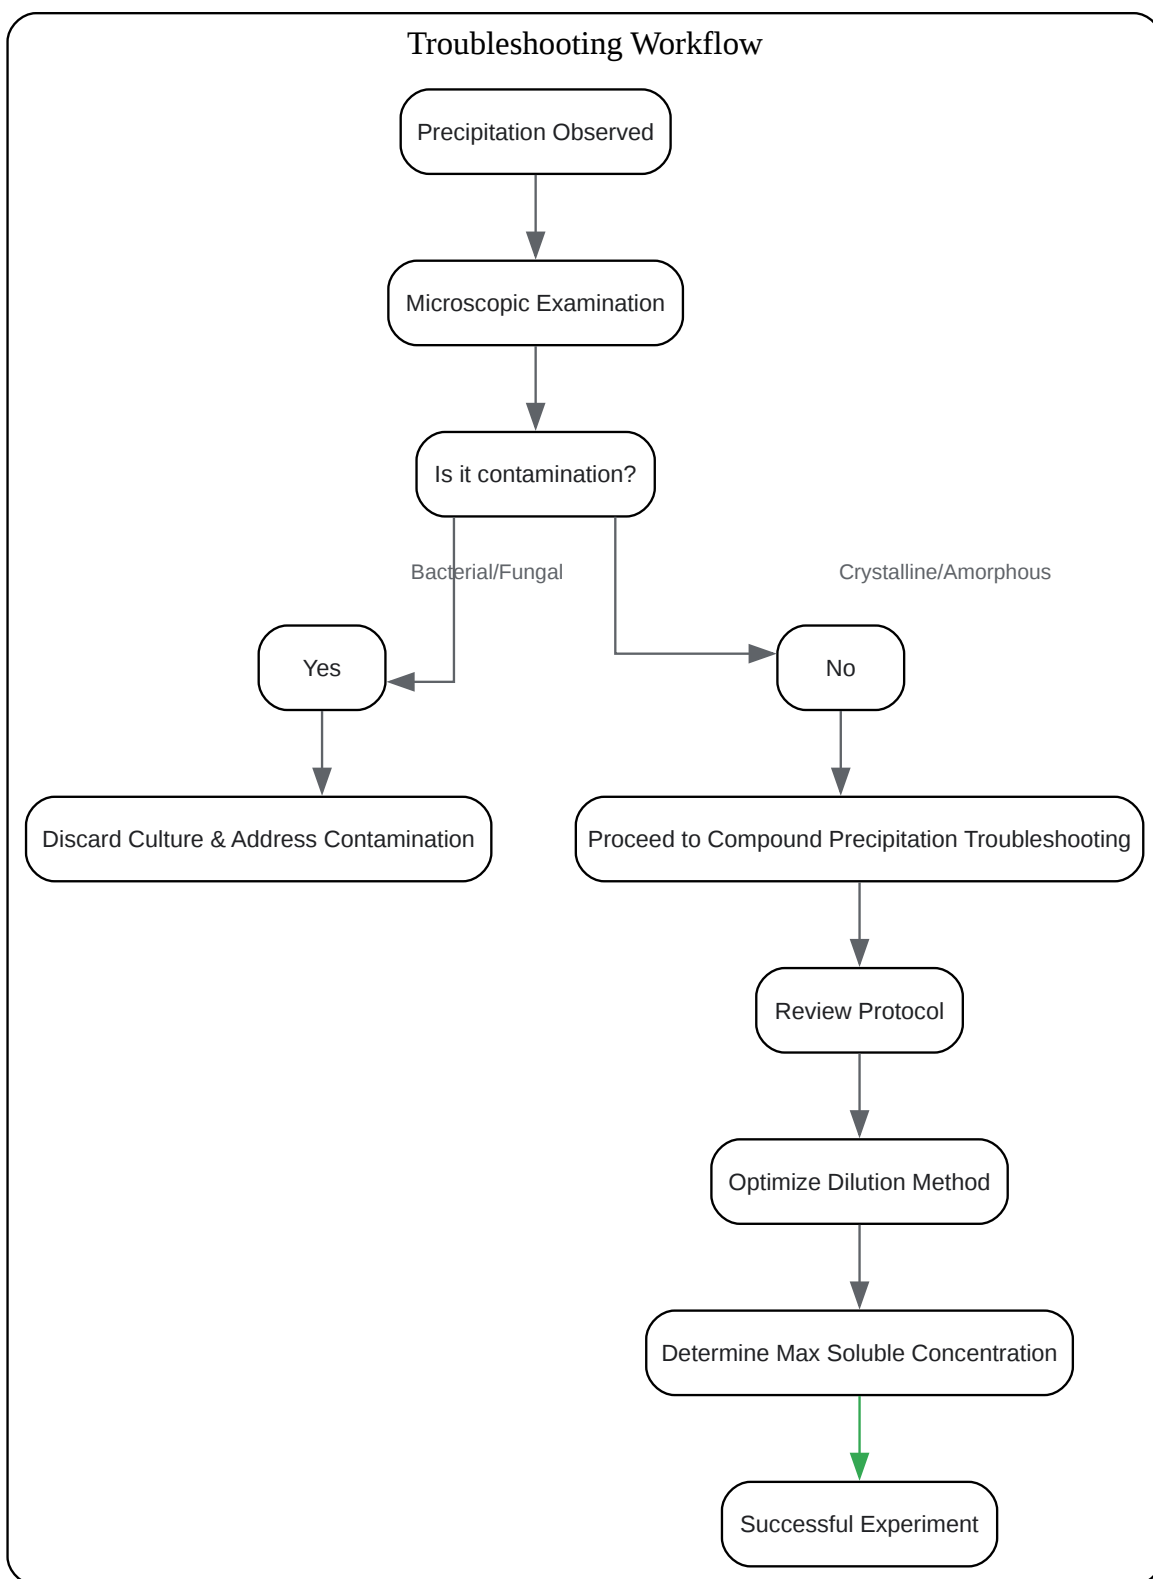 Troubleshooting Workflow
Precipitation Observed
Microscopic Examination
Is it contamination?
Bacterial/Fungal
Crystalline/Amorphous
Yes
No
Discard Culture & Address Contamination
Proceed to Compound Precipitation Troubleshooting
Review Protocol
Optimize Dilution Method
Determine Max Soluble Concentration
Successful Experiment